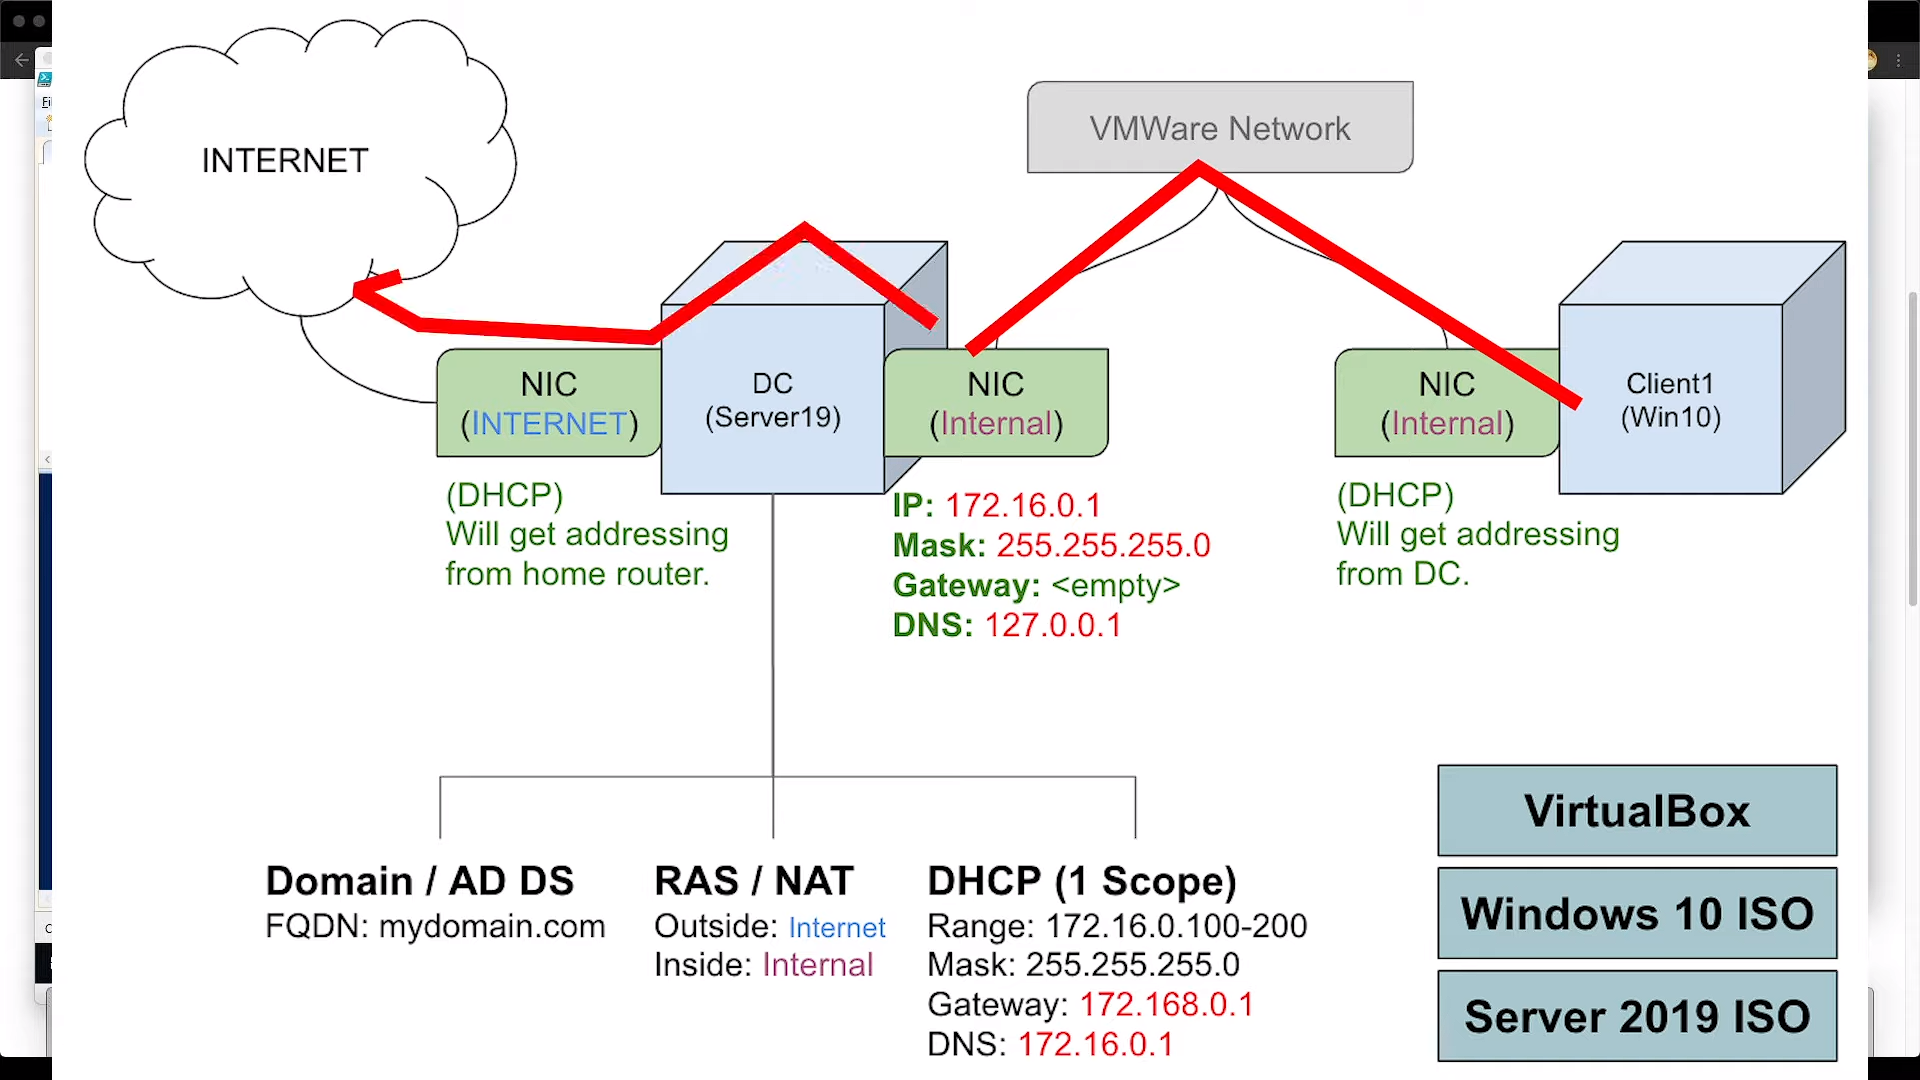 Fi
INTERNET
VMWare Network
NIC
(INTERNET)
DC
(Server19)
NIC
(Internal)
NIC
(Internal)
Client1
(Win10)
(DHCP)
Will get addressing
from home router.
IP: 172.16.0.1
Mask: 255.255.255.0
Gateway: <empty>
DNS: 127.0.0.1
(DHCP)
Will get addressing
from DC.
Domain / AD DS
FQDN: mydomain.com
RAS / NAT
Outside: Internet
Inside: Internal
DHCP (1 Scope)
Range: 172.16.0.100-200
Mask: 255.255.255.0
Gateway: 172.168.0.1
DNS: 172.16.0.1
VirtualBox
Windows 10 ISO
Server 2019 ISO